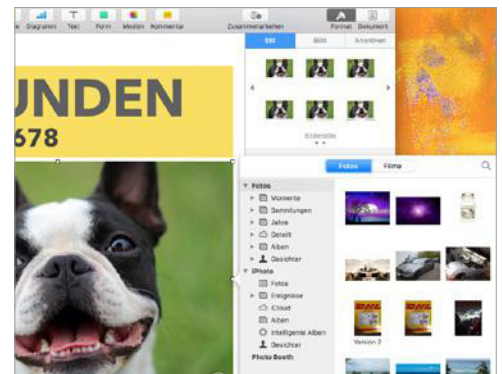 Diagramm Text Form Medien Kommentar Zusammenarbeiten Format Dokument
Stil Bild Anordnen
UNDEN
678
Bildstile
Fotos Filme
Fotos
Momente
Sammlungen
Jahre
Geteilt
Alben
Gesichter
iPhoto
Fotos
Ereignisse
iCloud
Alben
Intelligente Alben
Gesichter
Photo Booth
Version 2